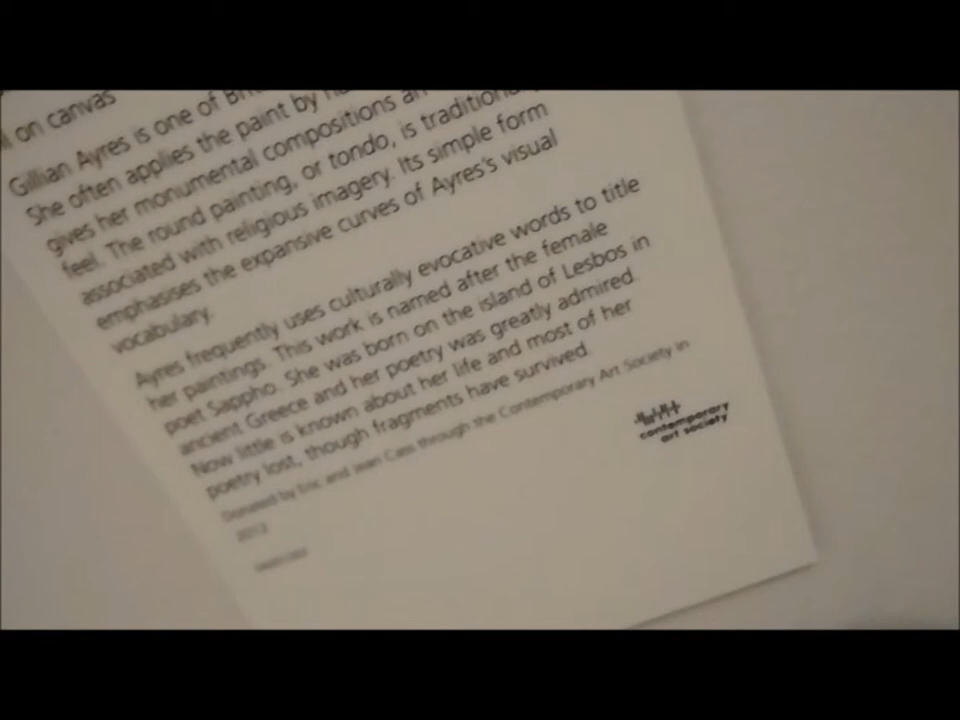 on canvas
Gillian Ayres is one of
She often applies the paint by
gives her monumental compositions
feel. The round painting, or tondo, is
associated with religious imagery. Its simple form
emphasises the expansive curves of Ayres's visual
vocabulary.
Ayres frequently uses culturally evocative words to title
her paintings. This work is named after the female
poet Sappho. She was born on the island of Lesbos in
ancient Greece and her poetry was greatly admired.
Now little is known about her life and most of her
poetry lost, though fragments have survived.
Donated by Eric and Jean Cass through the Contemporary Art Society in
2012
contemporary
art society